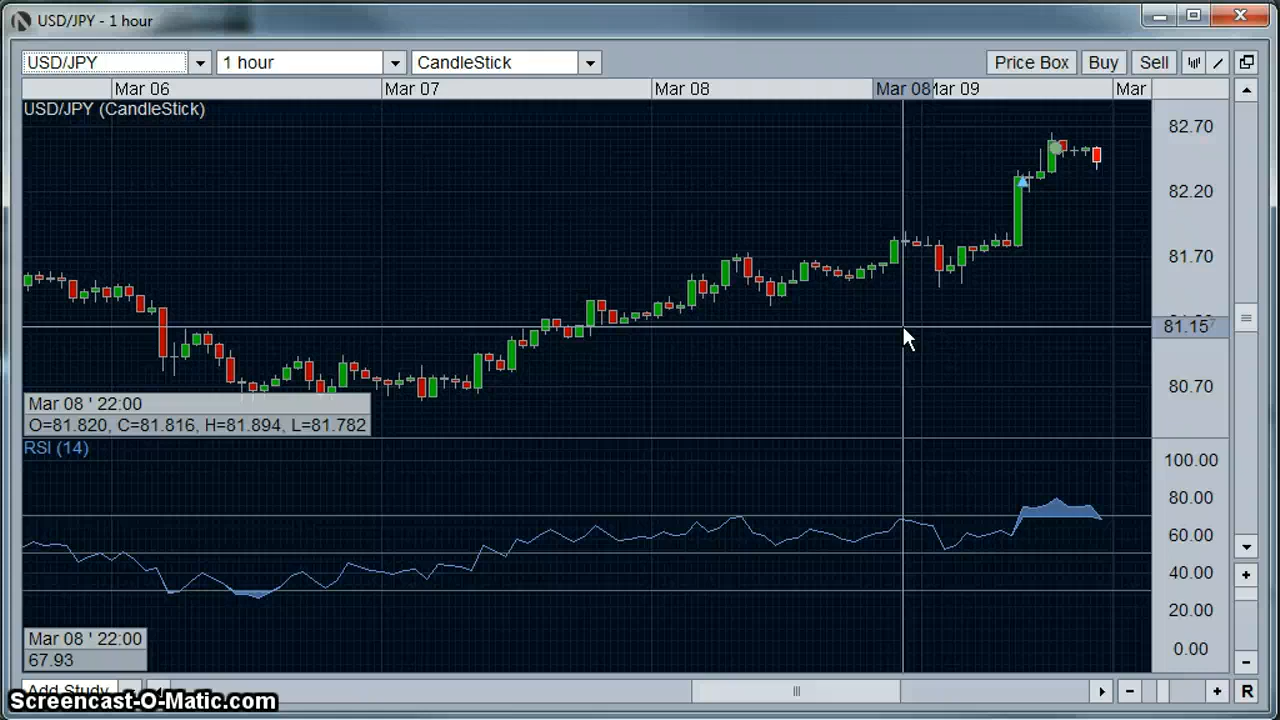 USD/JPY - 1 hour
USD/JPY 1 hour CandleStick Price Box Buy Sell
Mar 06 Mar 07 Mar 08 Mar 08 Mar 09 Mar
USD/JPY (CandleStick)
82.70
82.20
81.70
81.15
80.70
Mar 08 ' 22:00
O=81.820, C=81.816, H=81.894, L=81.782
RSI (14)
100.00
80.00
60.00
40.00
20.00
0.00
Mar 08 ' 22:00
67.93
Add Study
R
Screencast-O-Matic.com